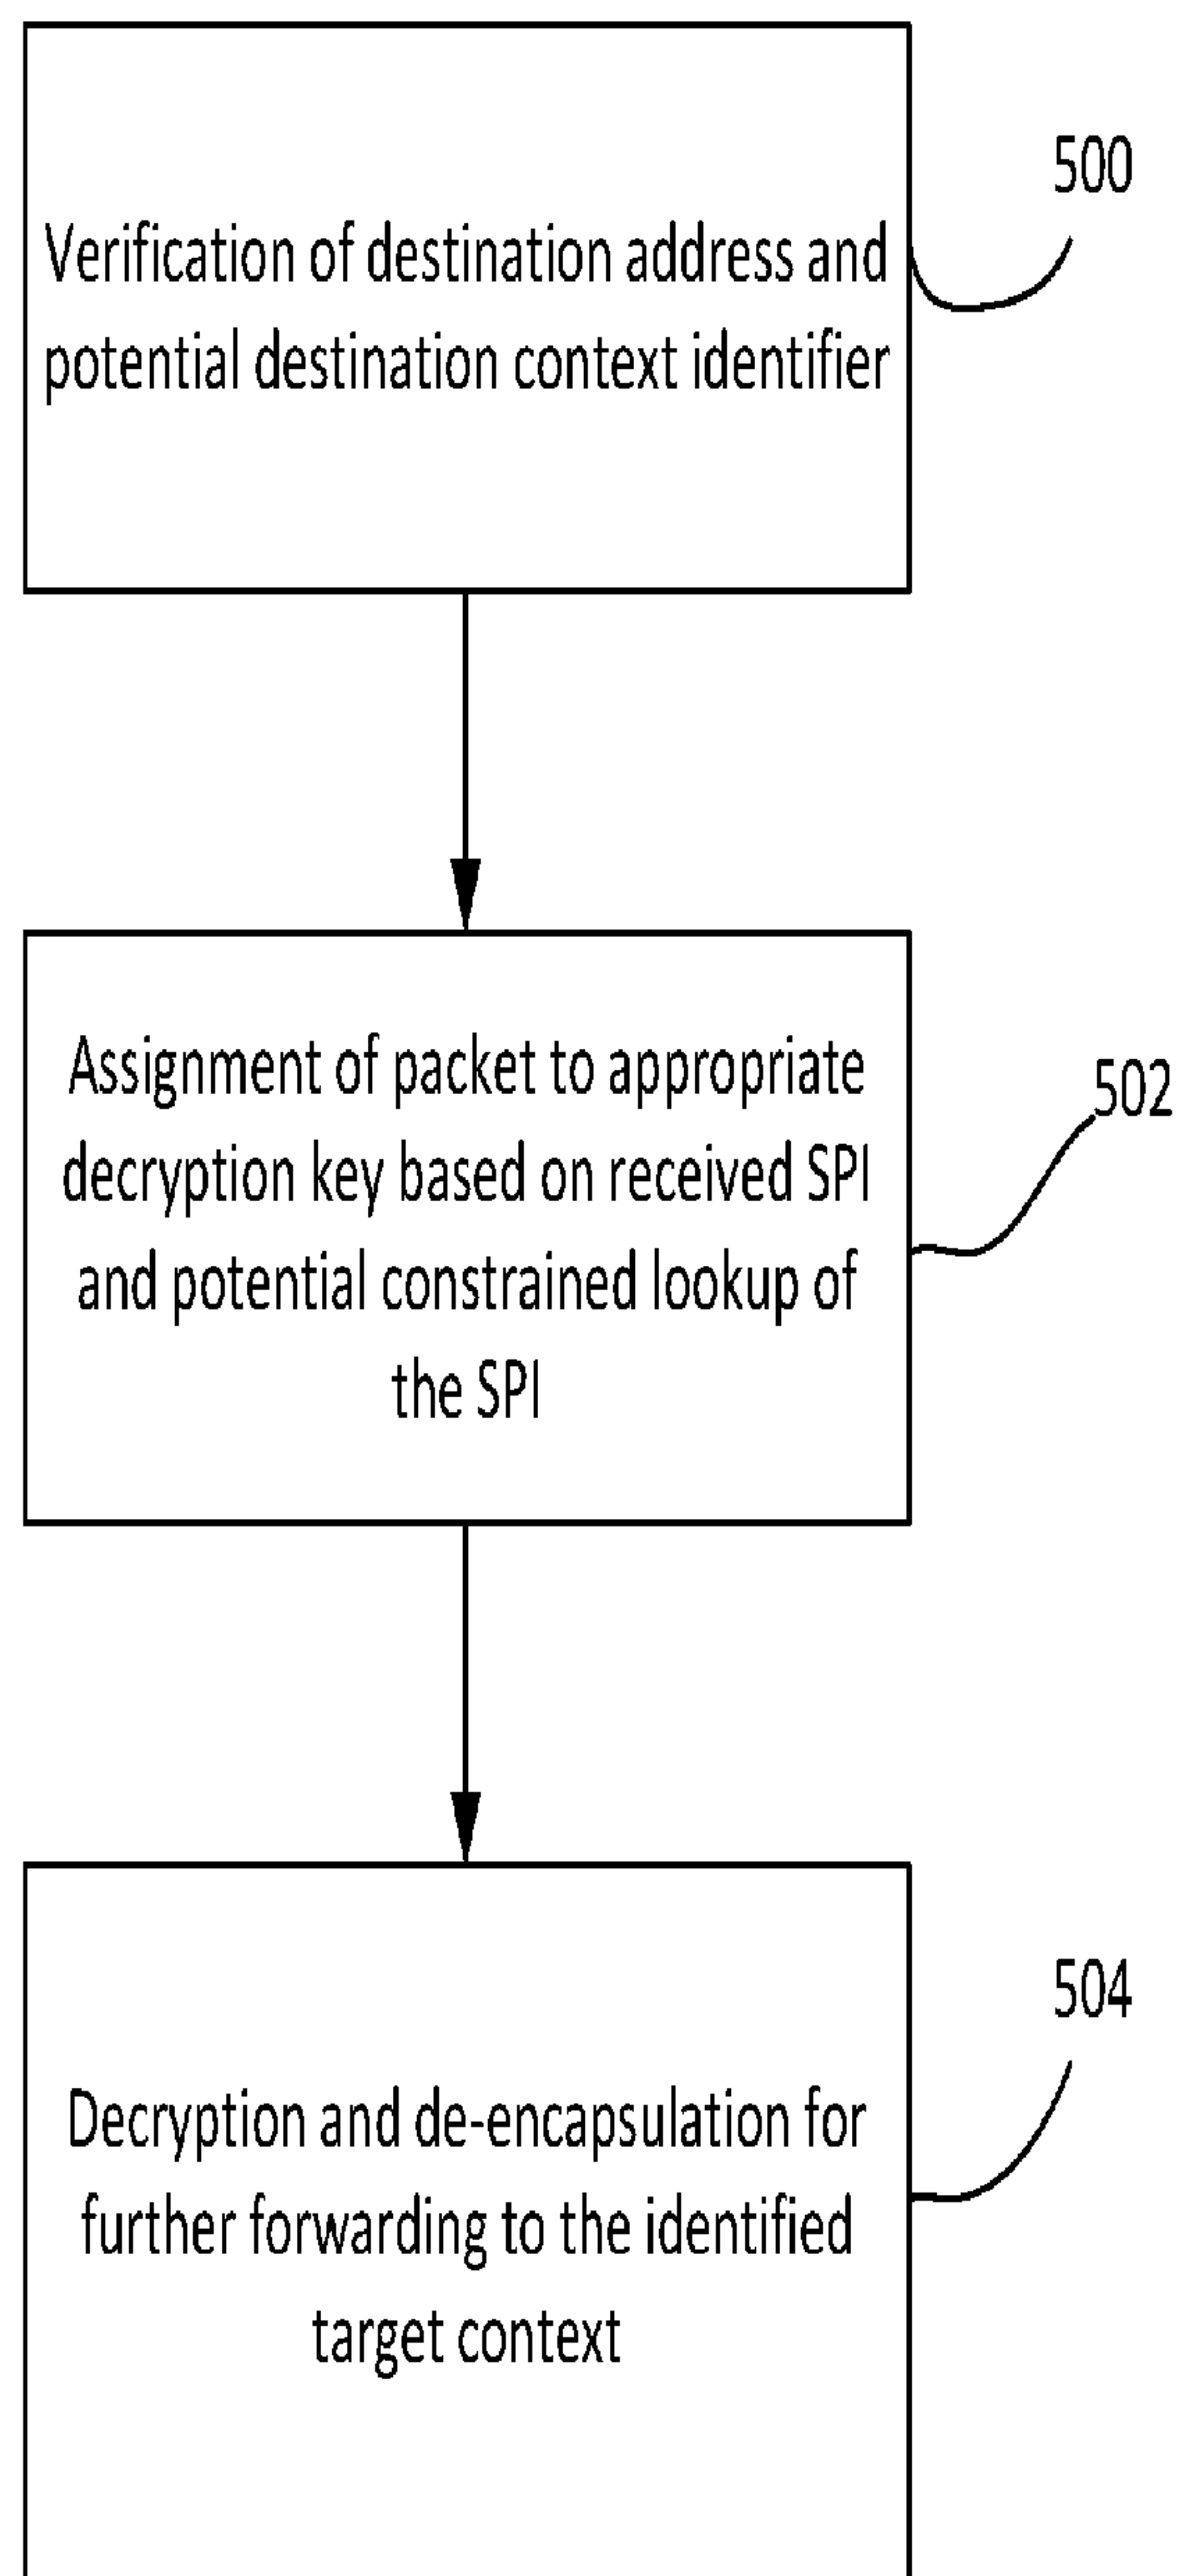 500
Verification of destination address and
potential destination context identifier
Assignment of packet to appropriate
decryption key based on received SPI
and potential constrained lookup of
the SPI
502
Decryption and de-encapsulation for
further forwarding to the identified
target context
504